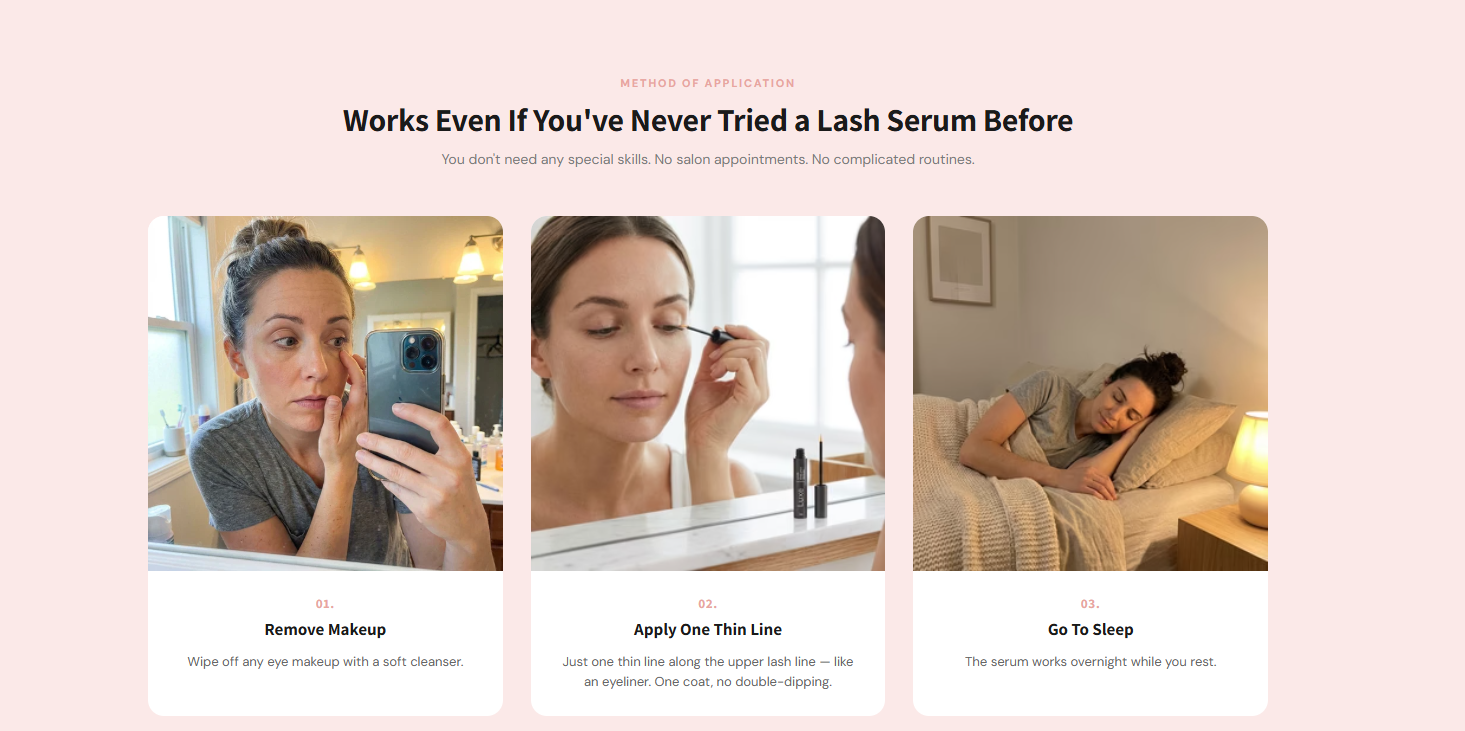 METHOD OF APPLICATION
Works Even If You've Never Tried a Lash Serum Before
You don't need any special skills. No salon appointments. No complicated routines.
01.
Remove Makeup
Wipe off any eye makeup with a soft cleanser.
02.
Apply One Thin Line
Just one thin line along the upper lash line — like
an eyeliner. One coat, no double-dipping.
03.
Go To Sleep
The serum works overnight while you rest.